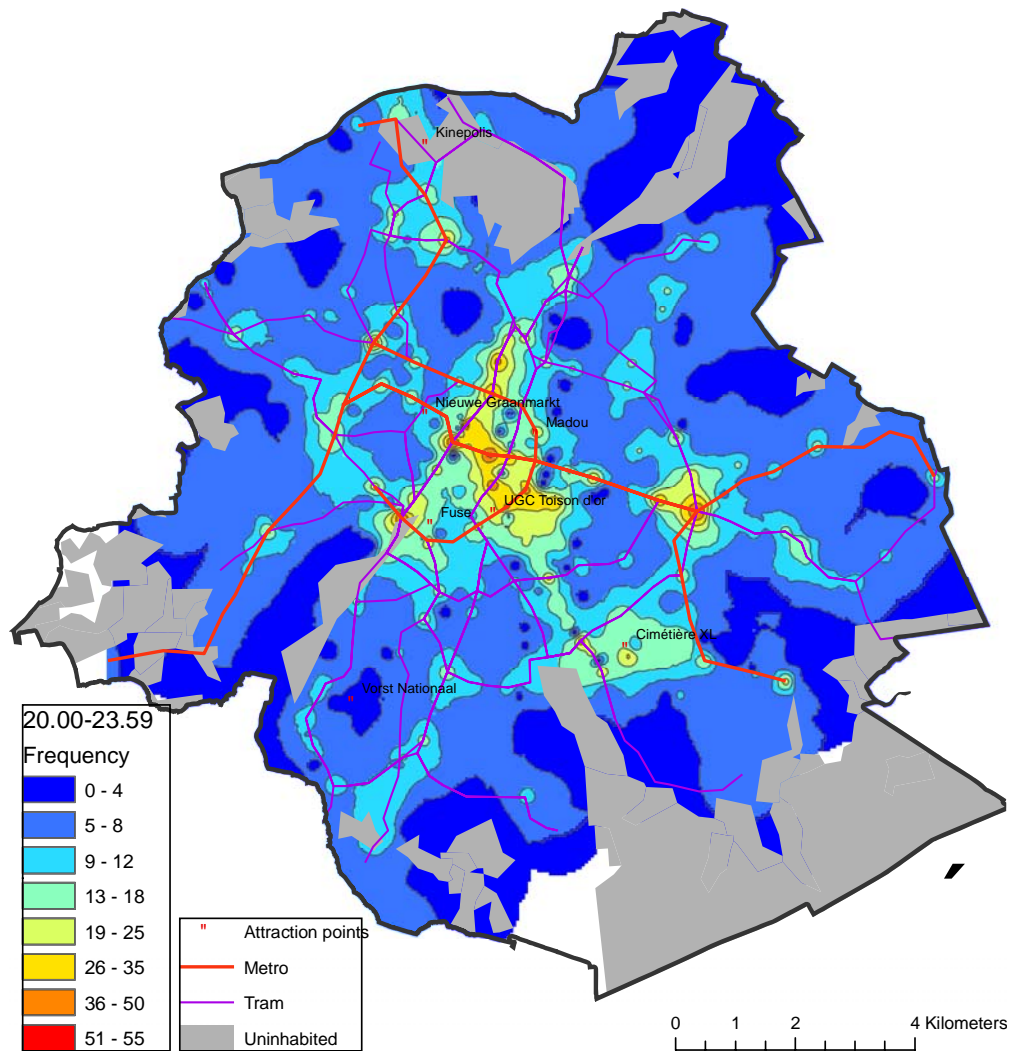 Kinepolis
Nieuwe Graanmarkt
Madou
UGC Toison d'or
Fuse
Cimétière XL
Vorst Nationaal
20.00-23.59
Frequency
0 - 4
5 - 8
9 - 12
13 - 18
19 - 25
26 - 35
36 - 50
51 - 55
" Attraction points
Metro
Tram
Uninhabited
0 1 2 4 Kilometers